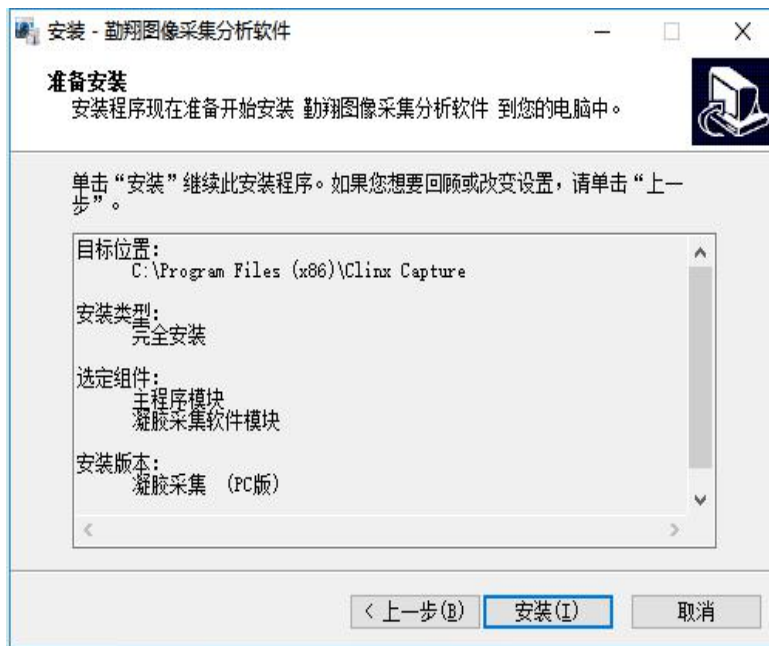 安装 - 勤翔图像采集分析软件
准备安装
安装程序现在准备开始安装 勤翔图像采集分析软件 到您的电脑中。
单击“安装”继续此安装程序。如果您想要回顾或改变设置，请单击“上一
步”。
目标位置：
C:\Program Files (x86)\Clinx Capture
安装类型：
完全安装
选定组件：
主程序模块
凝胶采集软件模块
安装版本：
凝胶采集 (PC版)
< 上一步(B) 安装(I) 取消